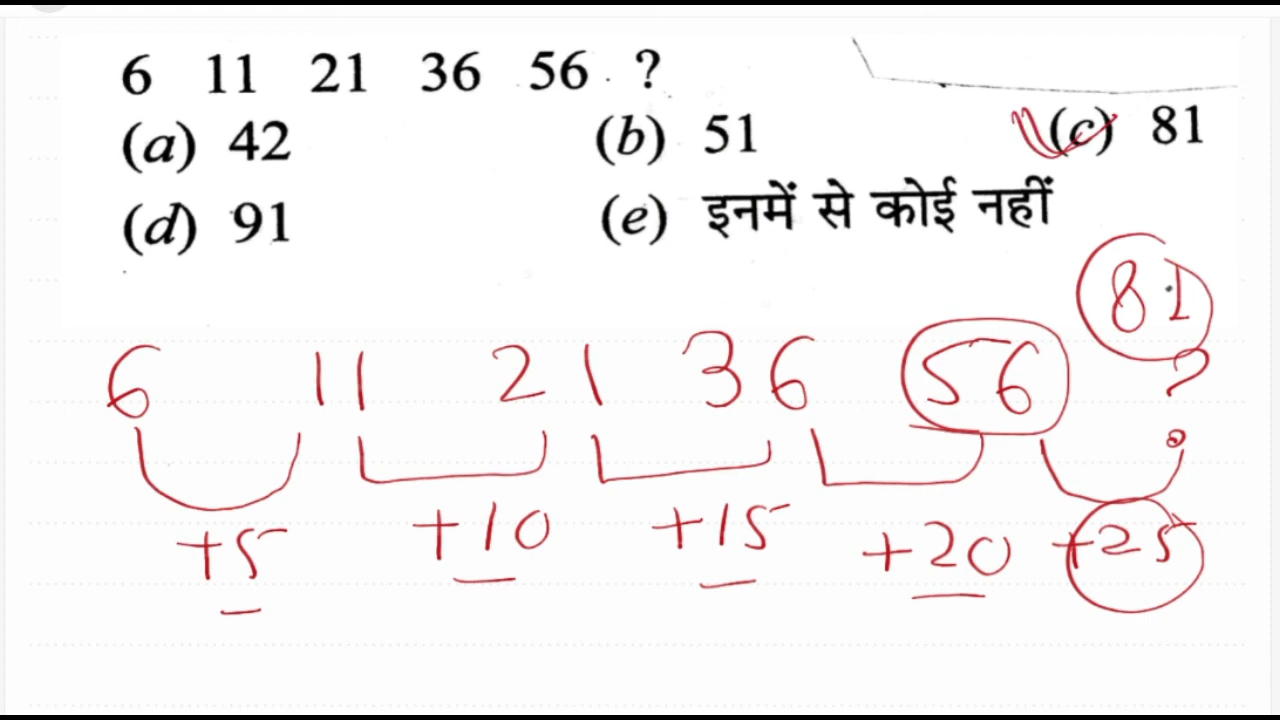 6 11 21 36 56 ?
(a) 42 (b) 51 (c) 81
(d) 91 (e) इनमें से कोई नहीं
81
6 11 21 36 56 ?
+5 +10 +15 +20 +25